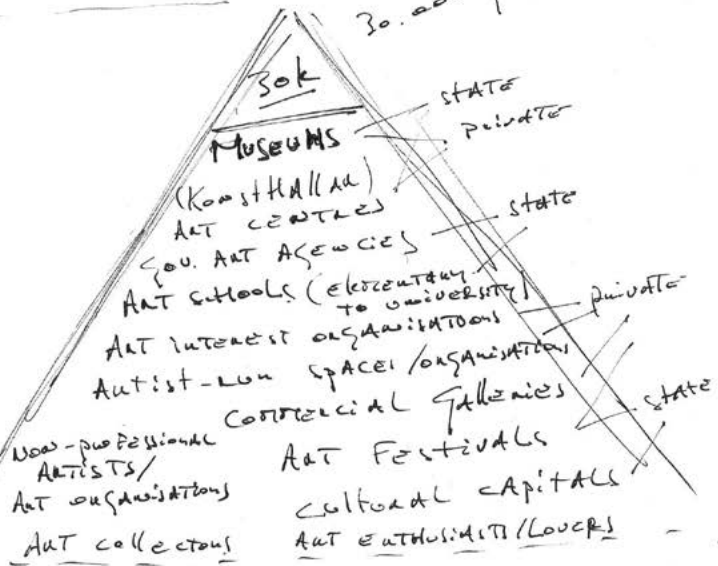 30.00
30k
state
MUSEUMS
private
(KonstHallar)
ART CENTRES
state
GOV. ART AGENCIES
ART SCHOOLS (ELEMENTARY TO UNIVERSITY)
private
ART INTEREST ORGANISATIONS
ARTIST-RUN SPACES/ORGANISATIONS
COMMERCIAL GALLERIES
state
NON-PROFESSIONAL ARTISTS/
ART ORGANISATIONS
ART FESTIVALS
CULTURAL CAPITALS
ART COLLECTORS
ART ENTHUSIASTS/LOVERS